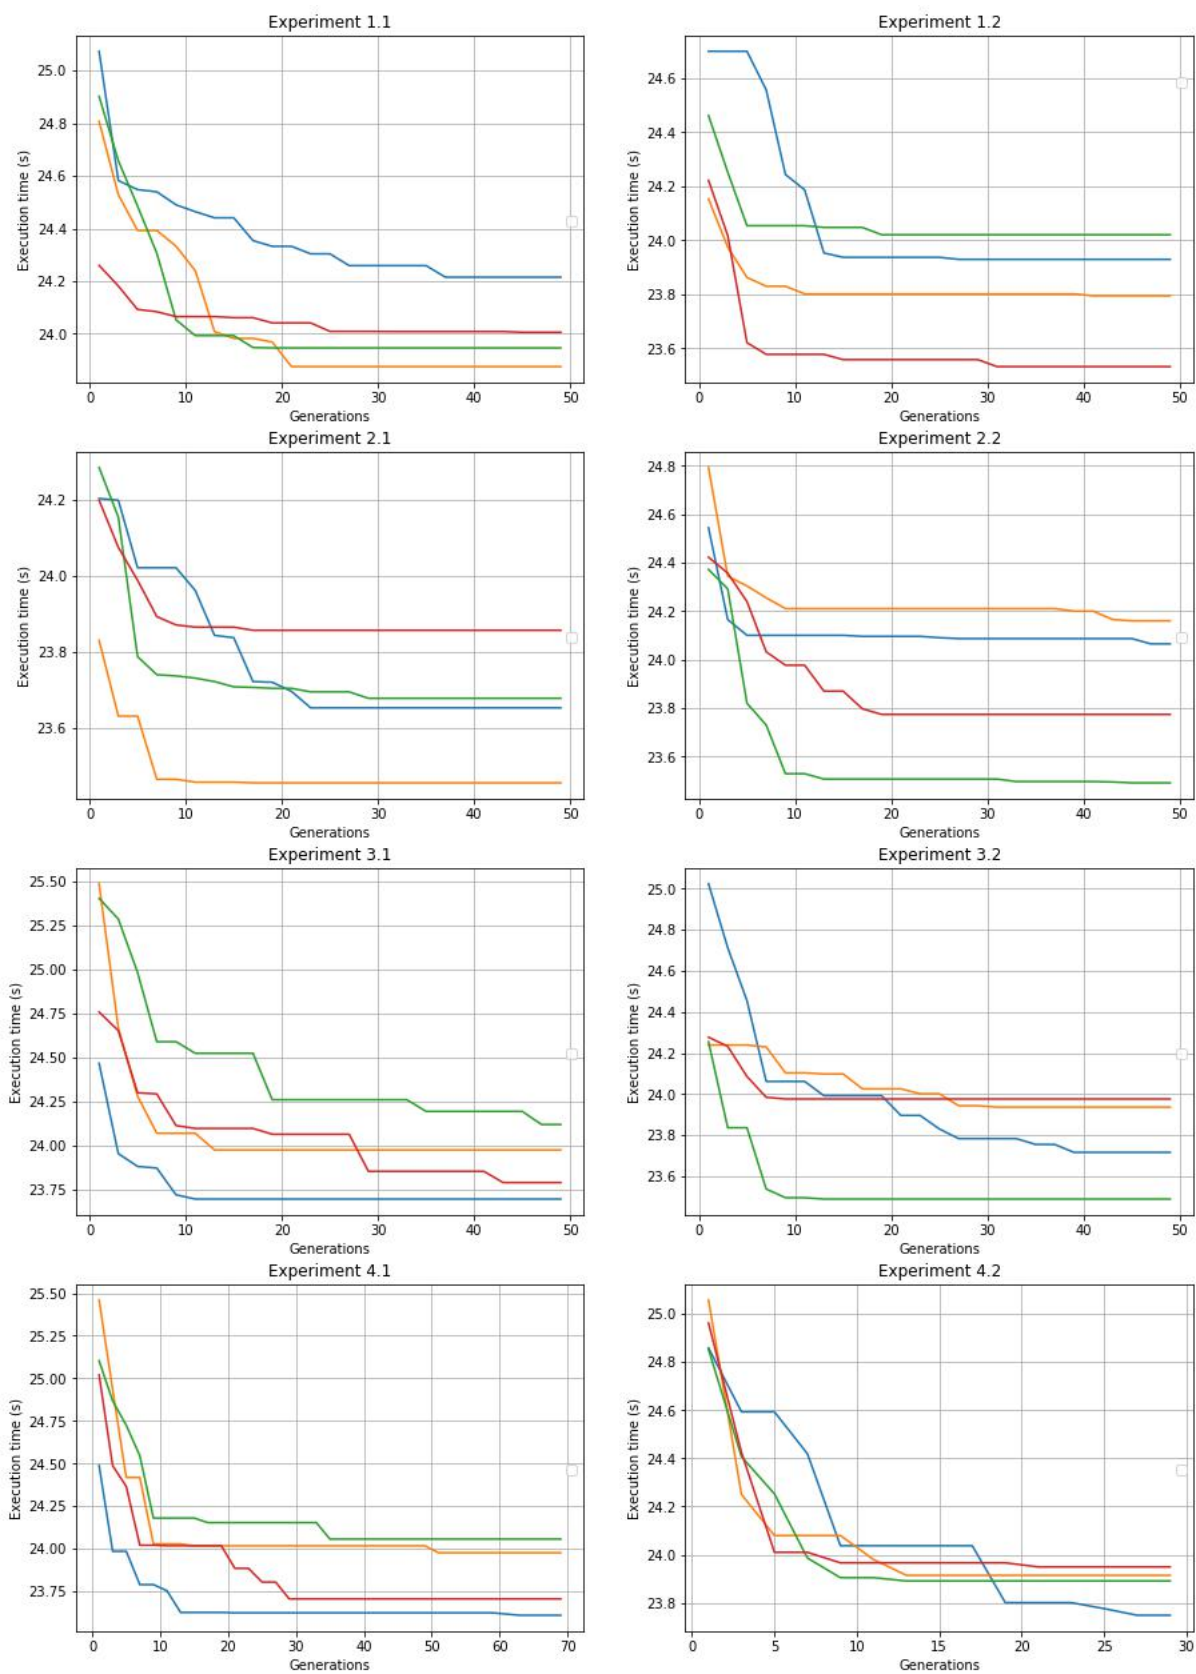 Experiment 1.1
Execution time (s)
25.0
24.8
24.6
24.4
24.2
24.0
0 10 20 30 40 50
Generations
Experiment 1.2
Execution time (s)
24.6
24.4
24.2
24.0
23.8
23.6
0 10 20 30 40 50
Generations
Experiment 2.1
Execution time (s)
24.2
24.0
23.8
23.6
0 10 20 30 40 50
Generations
Experiment 2.2
Execution time (s)
24.8
24.6
24.4
24.2
24.0
23.8
23.6
0 10 20 30 40 50
Generations
Experiment 3.1
Execution time (s)
25.50
25.25
25.00
24.75
24.50
24.25
24.00
23.75
0 10 20 30 40 50
Generations
Experiment 3.2
Execution time (s)
25.0
24.8
24.6
24.4
24.2
24.0
23.8
23.6
0 10 20 30 40 50
Generations
Experiment 4.1
Execution time (s)
25.50
25.25
25.00
24.75
24.50
24.25
24.00
23.75
0 10 20 30 40 50 60 70
Generations
Experiment 4.2
Execution time (s)
25.0
24.8
24.6
24.4
24.2
24.0
23.8
0 5 10 15 20 25 30
Generations